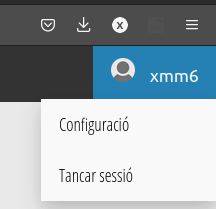 xmm6
Configuració
Tancar sessió